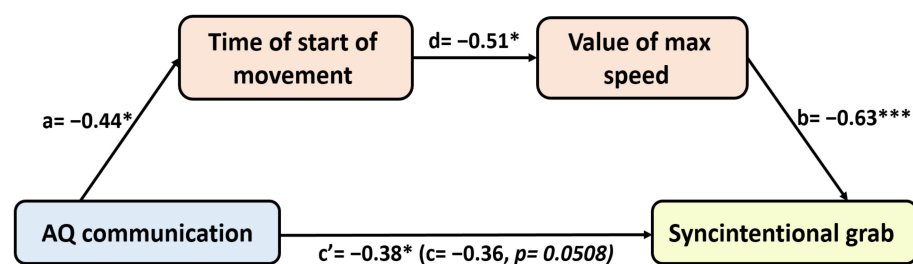 Time of start of
movement
d= −0.51*
Value of max
speed
a= −0.44*
b= −0.63***
AQ communication
Syncintentional grab
c’= −0.38* (c= −0.36, p= 0.0508)